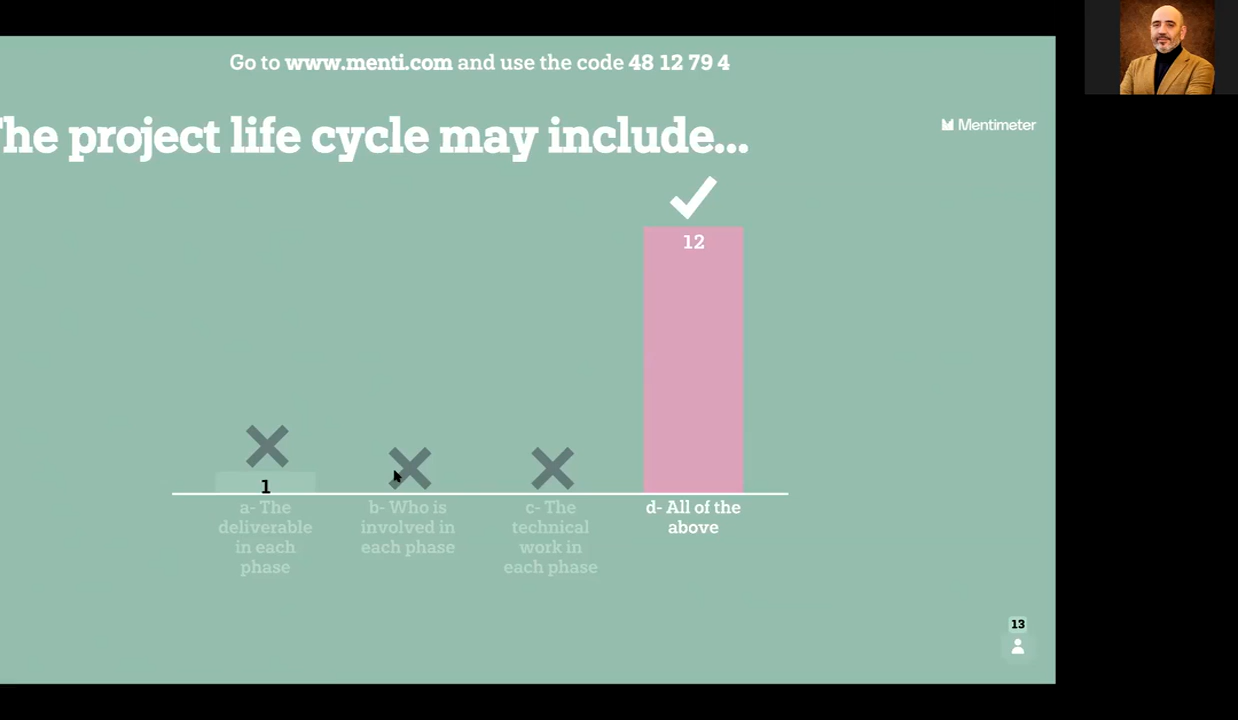 Go to www.menti.com and use the code 48 12 79 4
The project life cycle may include...
Mentimeter
12
1
a- The
deliverable
in each
phase
b- Who is
involved in
each phase
c- The
technical
work in
each phase
d- All of the
above
13